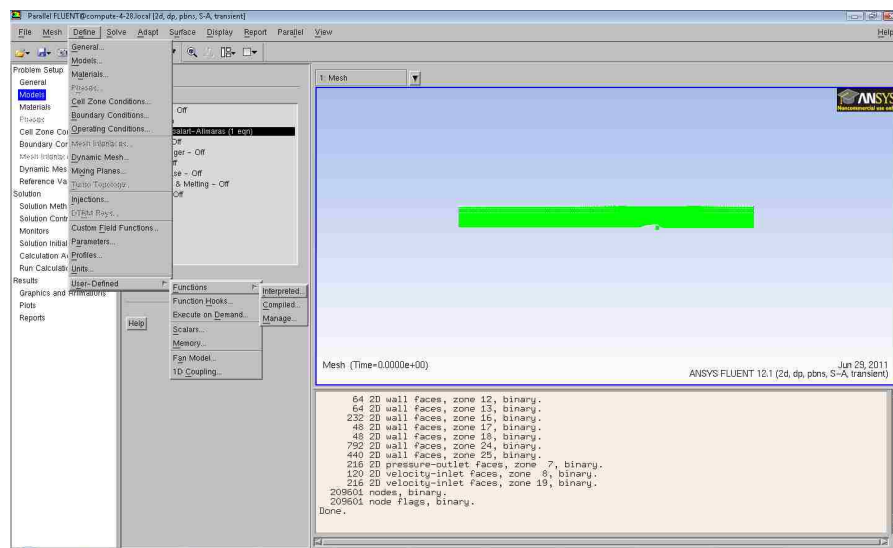 Parallel FLUENT@compute-4-28.local [2d, dp, pbns, S-A, transient]
File Mesh Define Solve Adapt Surface Display Report Parallel View Help
Problem Setup
General
Models
Materials
Phases
Cell Zone Co
Boundary Cor
Mesh Interfac
Dynamic Mes
Reference Va
Solution
Solution Meth
Solution Contr
Monitors
Solution Initial
Calculation A
Run Calculatio
Results
Graphics and Animations
Plots
Reports
General...
Models...
Materials...
Phases...
Cell Zone Conditions...
Boundary Conditions...
Operating Conditions...
Mesh Interfaces...
Dynamic Mesh...
Mixing Planes...
Turbo Topology...
Injections...
DTRM Rays...
Custom Field Functions...
Parameters...
Profiles...
Units...
User-Defined
Off
palart-Allmaras (1 eqn)
Off
ger - Off
ff
se - Off
& Melting - Off
Off
Functions
Function Hooks...
Execute on Demand...
Scalars...
Memory...
Fan Model...
1D Coupling...
Interpreted...
Compiled...
Manage...
Help
1: Mesh
ANSYS
Noncommercial use only
Mesh (Time=0.0000e+00)
Jun 29, 2011
ANSYS FLUENT 12.1 (2d, dp, pbns, S-A, transient)
64 2D wall faces, zone 12, binary.
64 2D wall faces, zone 13, binary.
232 2D wall faces, zone 16, binary.
48 2D wall faces, zone 17, binary.
48 2D wall faces, zone 18, binary.
792 2D wall faces, zone 24, binary.
440 2D wall faces, zone 25, binary.
216 2D pressure-outlet faces, zone 7, binary.
120 2D velocity-inlet faces, zone 8, binary.
216 2D velocity-inlet faces, zone 19, binary.
209601 nodes, binary.
209601 node flags, binary.
Done.